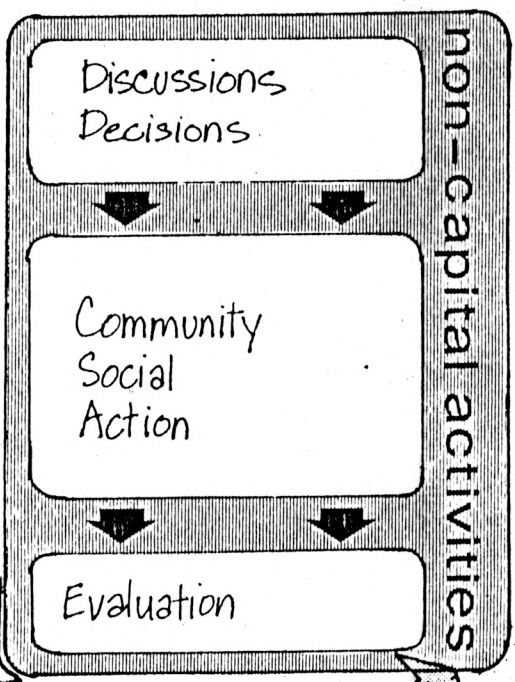 Discussions
Decisions
Community
Social
Action
Evaluation
non-capital activities